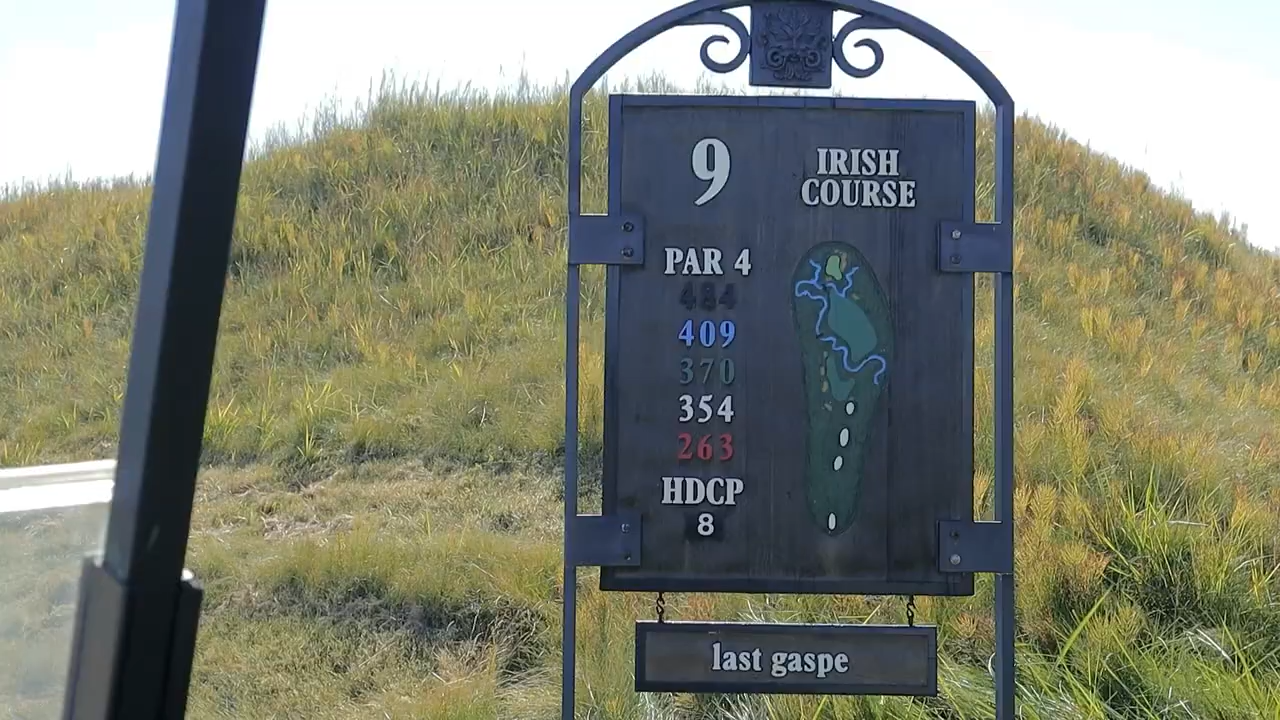 9
IRISH
COURSE
PAR 4
484
409
370
354
263
HDCP
8
last gaspe